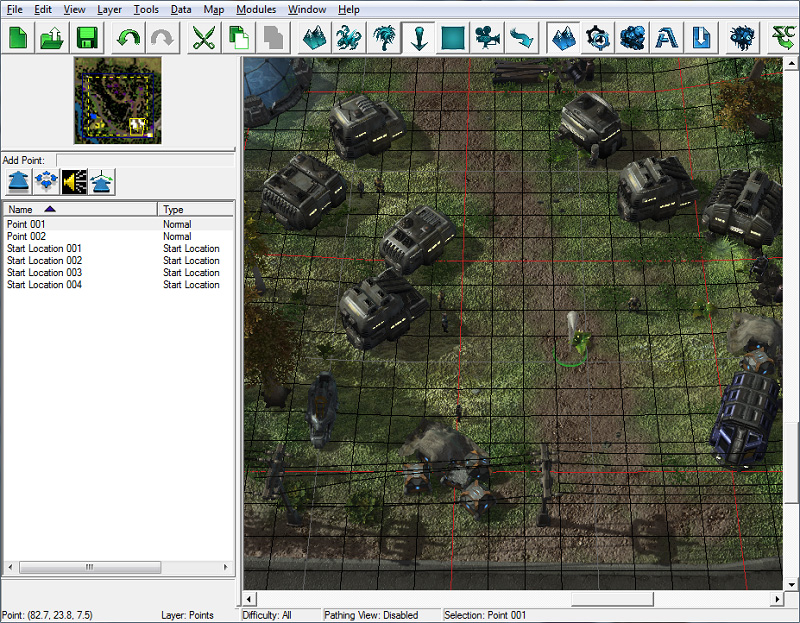 File Edit View Layer Tools Data Map Modules Window Help
Add Point:
Name Type
Point 001 Normal
Point 002 Normal
Start Location 001 Start Location
Start Location 002 Start Location
Start Location 003 Start Location
Start Location 004 Start Location
Point: (82.7, 23.8, 7.5) Layer: Points Difficulty: All Pathing View: Disabled Selection: Point 001